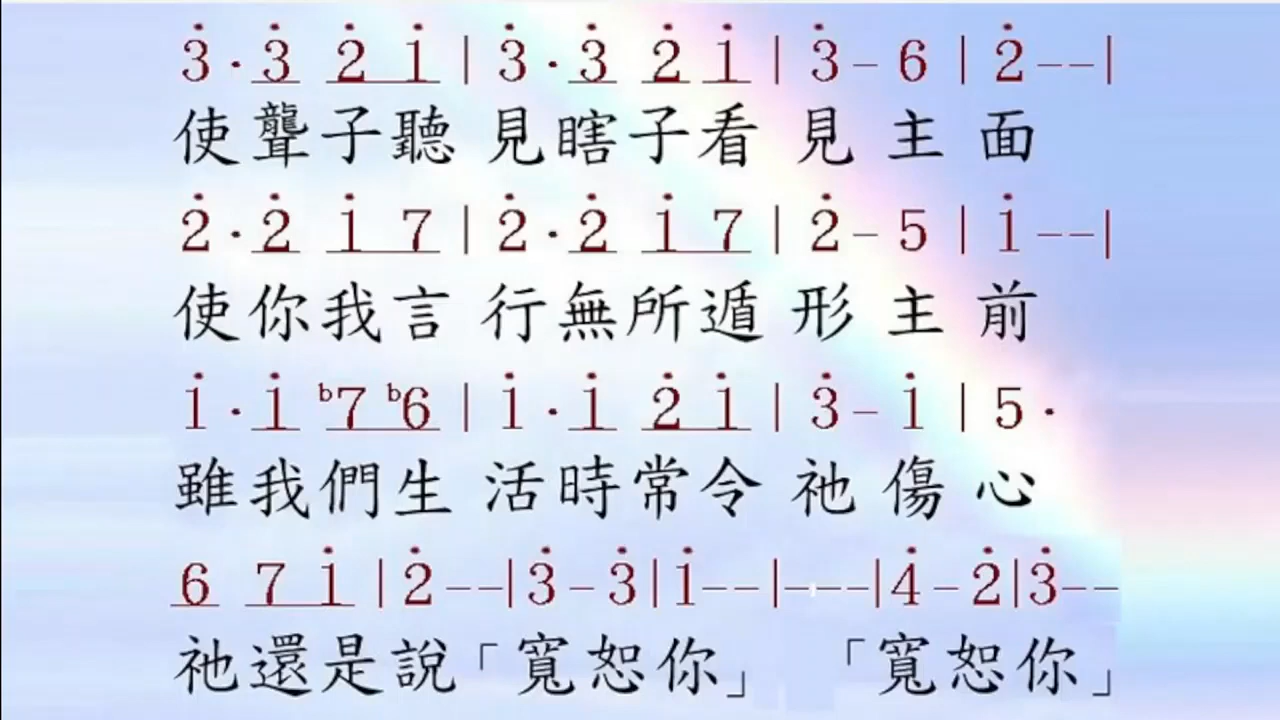 3̇·3̇ 2̇ 1̇ | 3̇·3̇ 2̇ 1̇ | 3̇–6 | 2̇––|
使聾子聽 見瞎子看 見 主 面
2̇·2̇ 1̇ 7 | 2̇·2̇ 1̇ 7 | 2̇–5 | 1̇––|
使你我言 行無所遁 形 主 前
1̇·1̇ ᵇ7 ᵇ6 | 1̇·1̇ 2̇ 1̇ | 3̇–1̇ | 5·
雖我們生 活時常令 祂 傷 心
6 7 1̇ | 2̇––|3̇–3̇|1̇––|–––|4̇–2̇|3̇––
祂還是說「寬恕你」 「寬恕你」